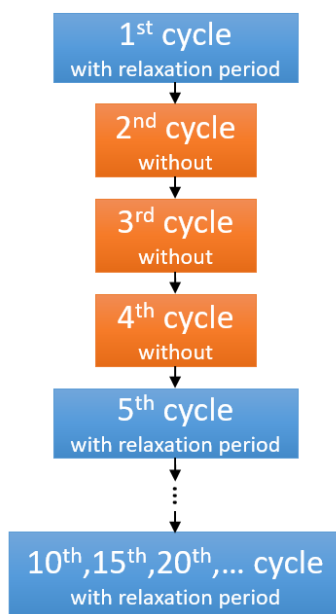 1st cycle
with relaxation period
2nd cycle
without
3rd cycle
without
4th cycle
without
5th cycle
with relaxation period
...
10th,15th,20th,... cycle
with relaxation period